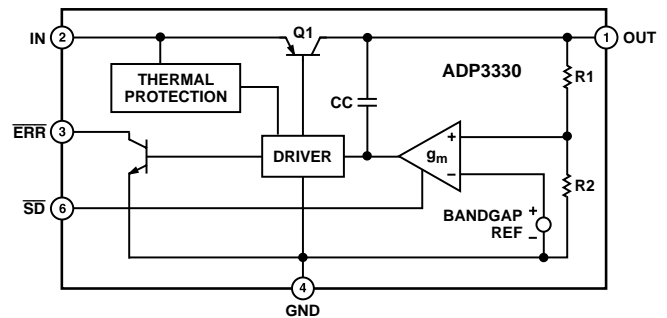 IN
2
Q1
1
OUT
THERMAL
PROTECTION
ADP3330
R1
CC
ERR
3
DRIVER
+
gm
–
R2
SD
6
BANDGAP
REF
+
–
4
GND